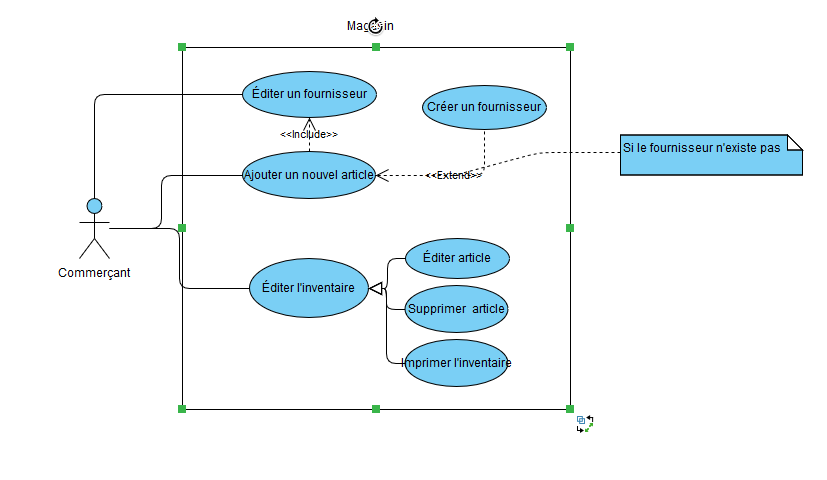 Magasin
Éditer un fournisseur
Créer un fournisseur
<<Include>>
Si le fournisseur n'existe pas
Ajouter un nouvel article
<<Extend>>
Éditer article
Commerçant
Éditer l'inventaire
Supprimer article
Imprimer l'inventaire